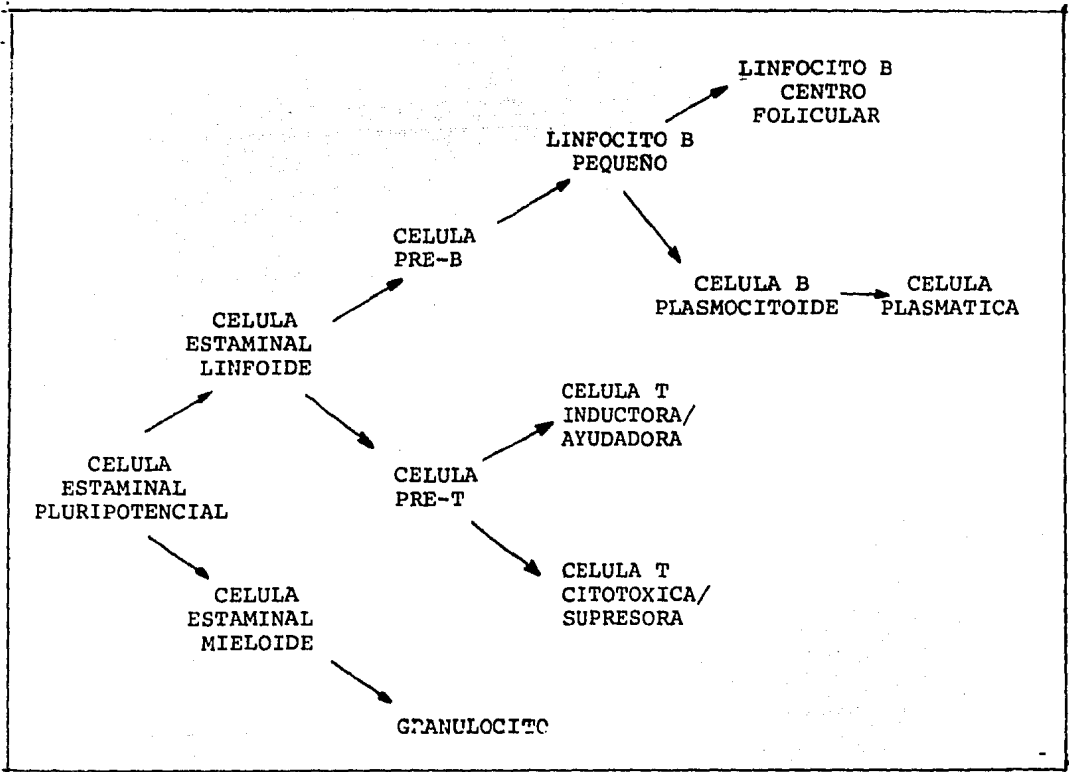 LINFOCITO B
CENTRO
FOLICULAR
LINFOCITO B
PEQUEÑO
CELULA
PRE-B
CELULA B
PLASMOCITOIDE
CELULA
PLASMATICA
CELULA
ESTAMINAL
LINFOIDE
CELULA T
INDUCTORA/
AYUDADORA
CELULA
ESTAMINAL
PLURIPOTENCIAL
CELULA
PRE-T
CELULA T
CITOTOXICA/
SUPRESORA
CELULA
ESTAMINAL
MIELOIDE
GRANULOCITO